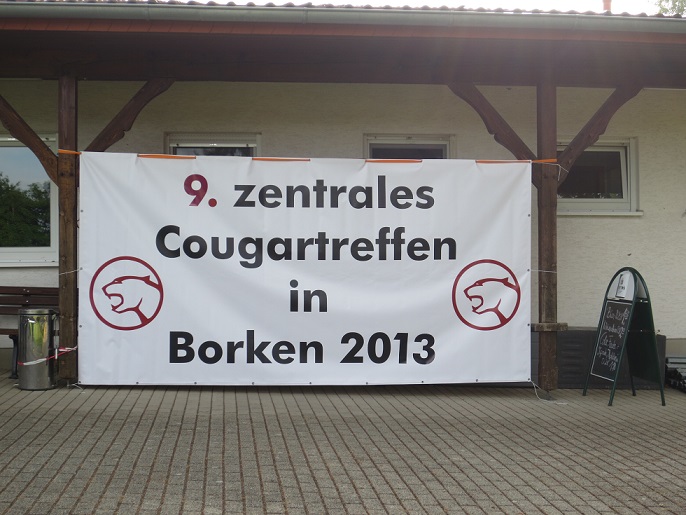 9. zentrales
Cougartreffen
in
Borken 2013